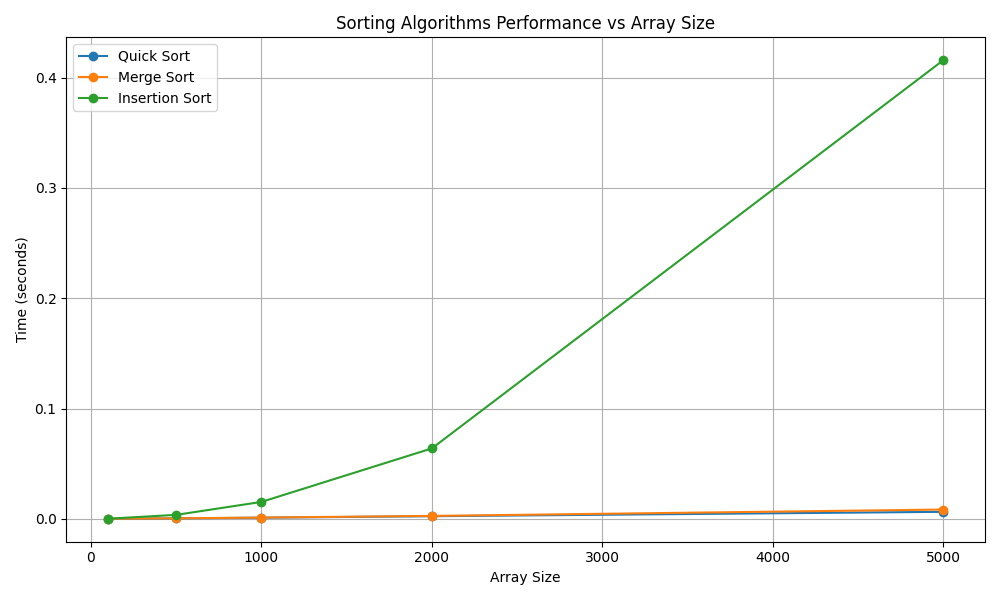 Sorting Algorithms Performance vs Array Size
Quick Sort
Merge Sort
Insertion Sort
Time (seconds)
0.4
0.3
0.2
0.1
0.0
0 1000 2000 3000 4000 5000
Array Size